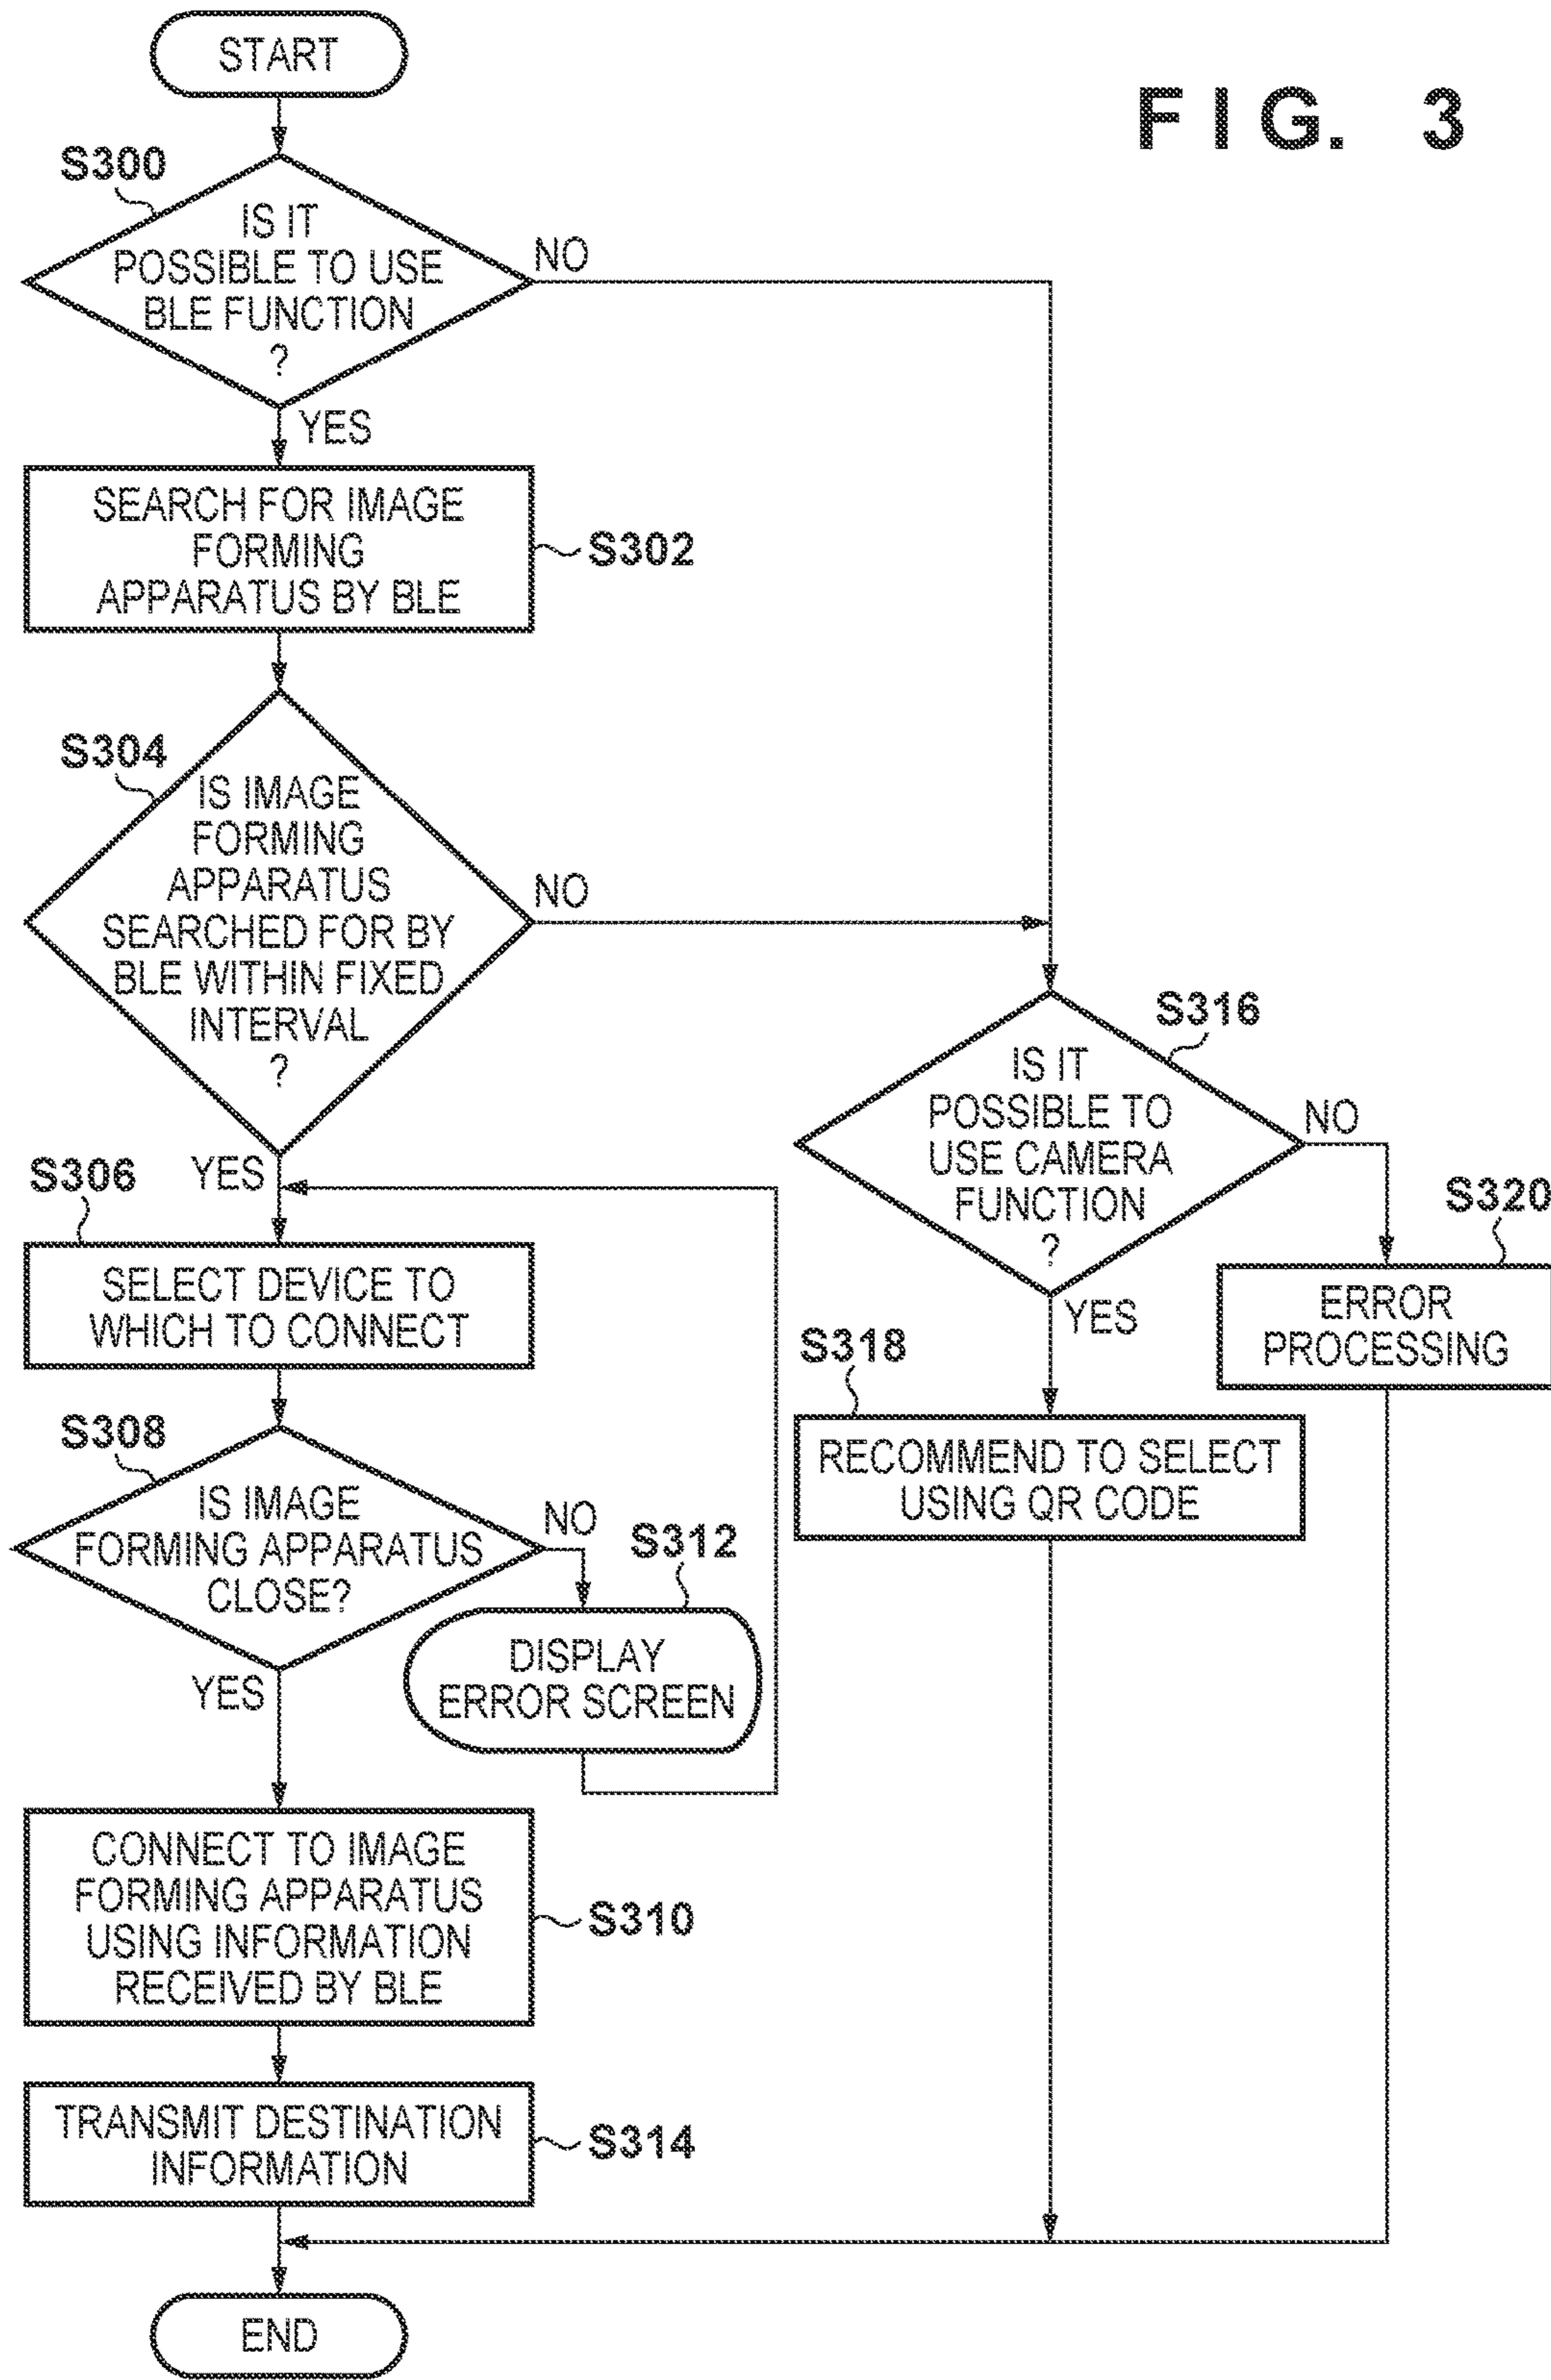 START
FIG. 3
S300
IS IT
POSSIBLE TO USE
BLE FUNCTION
?
NO
YES
SEARCH FOR IMAGE
FORMING
APPARATUS BY BLE
S302
S304
IS IMAGE
FORMING
APPARATUS
SEARCHED FOR BY
BLE WITHIN FIXED
INTERVAL
?
NO
YES
S306
SELECT DEVICE TO
WHICH TO CONNECT
S308
IS IMAGE
FORMING APPARATUS
CLOSE?
NO
S312
DISPLAY
ERROR SCREEN
YES
CONNECT TO IMAGE
FORMING APPARATUS
USING INFORMATION
RECEIVED BY BLE
S310
TRANSMIT DESTINATION
INFORMATION
S314
S316
IS IT
POSSIBLE TO
USE CAMERA
FUNCTION
?
NO
YES
S320
ERROR
PROCESSING
S318
RECOMMEND TO SELECT
USING QR CODE
END